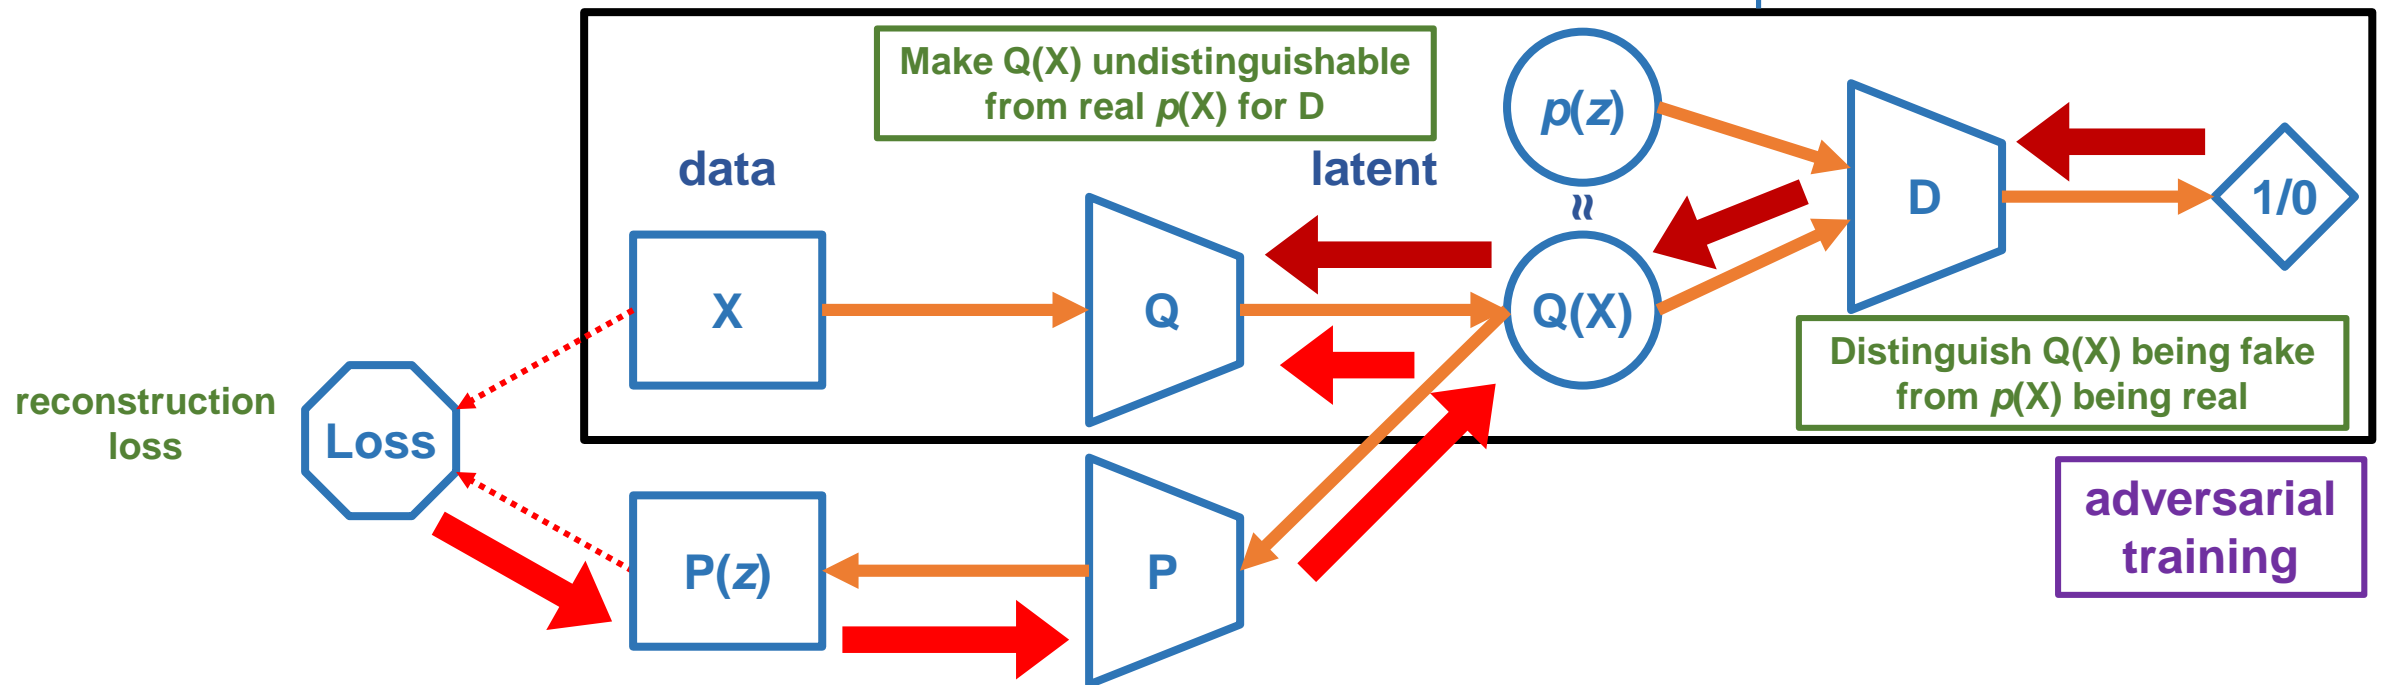 Make Q(X) undistinguishable
from real p(X) for D
p(z)
data
latent
≈
D
1/0
X
Q
Q(X)
Distinguish Q(X) being fake
from p(X) being real
reconstruction
loss
Loss
P(z)
P
adversarial
training